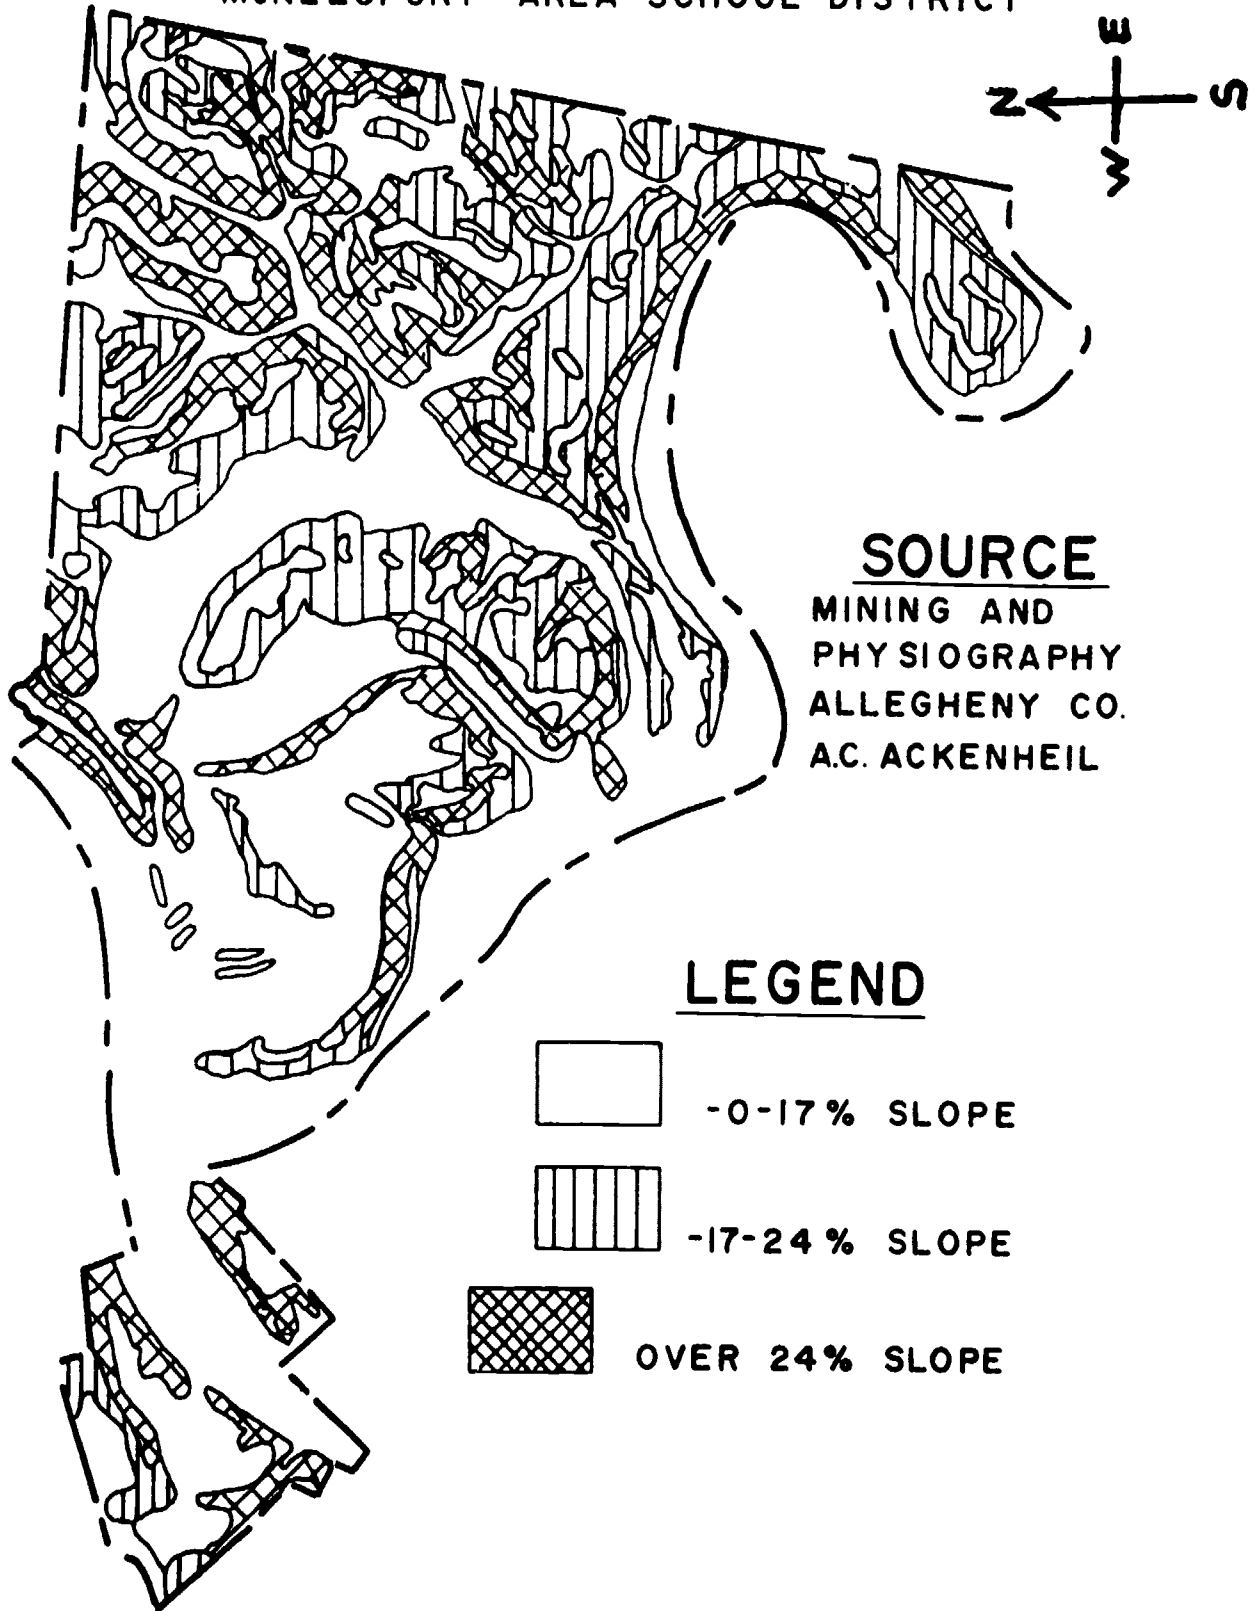 AREA SCHOOL DISTRICT
E
N
S
W
SOURCE
MINING AND
PHYSIOGRAPHY
ALLEGHENY CO.
A.C. ACKENHEIL
LEGEND
-0-17% SLOPE
-17-24% SLOPE
OVER 24% SLOPE